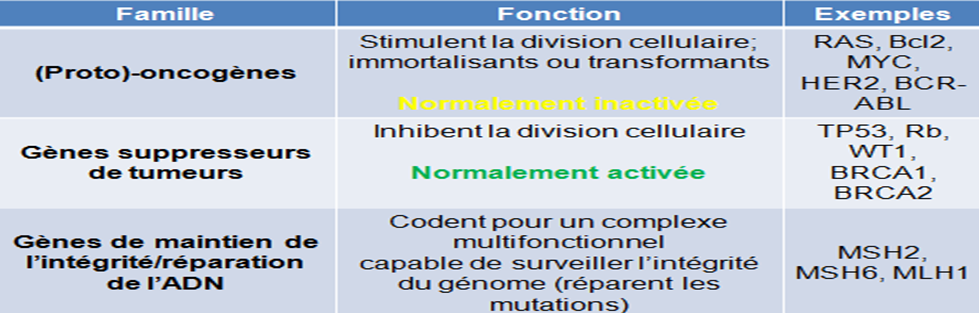 Famille Fonction Exemples
(Proto)-oncogènes
Stimulent la division cellulaire;
immortalisants ou transformants
Normalement inactivée
RAS, Bcl2,
MYC,
HER2, BCR-
ABL
Gènes suppresseurs
de tumeurs
Inhibent la division cellulaire
Normalement activée
TP53, Rb,
WT1,
BRCA1,
BRCA2
Gènes de maintien de
l’intégrité/réparation
de l’ADN
Codent pour un complexe
multifonctionnel
capable de surveiller l’intégrité
du génome (réparent les
mutations)
MSH2,
MSH6, MLH1